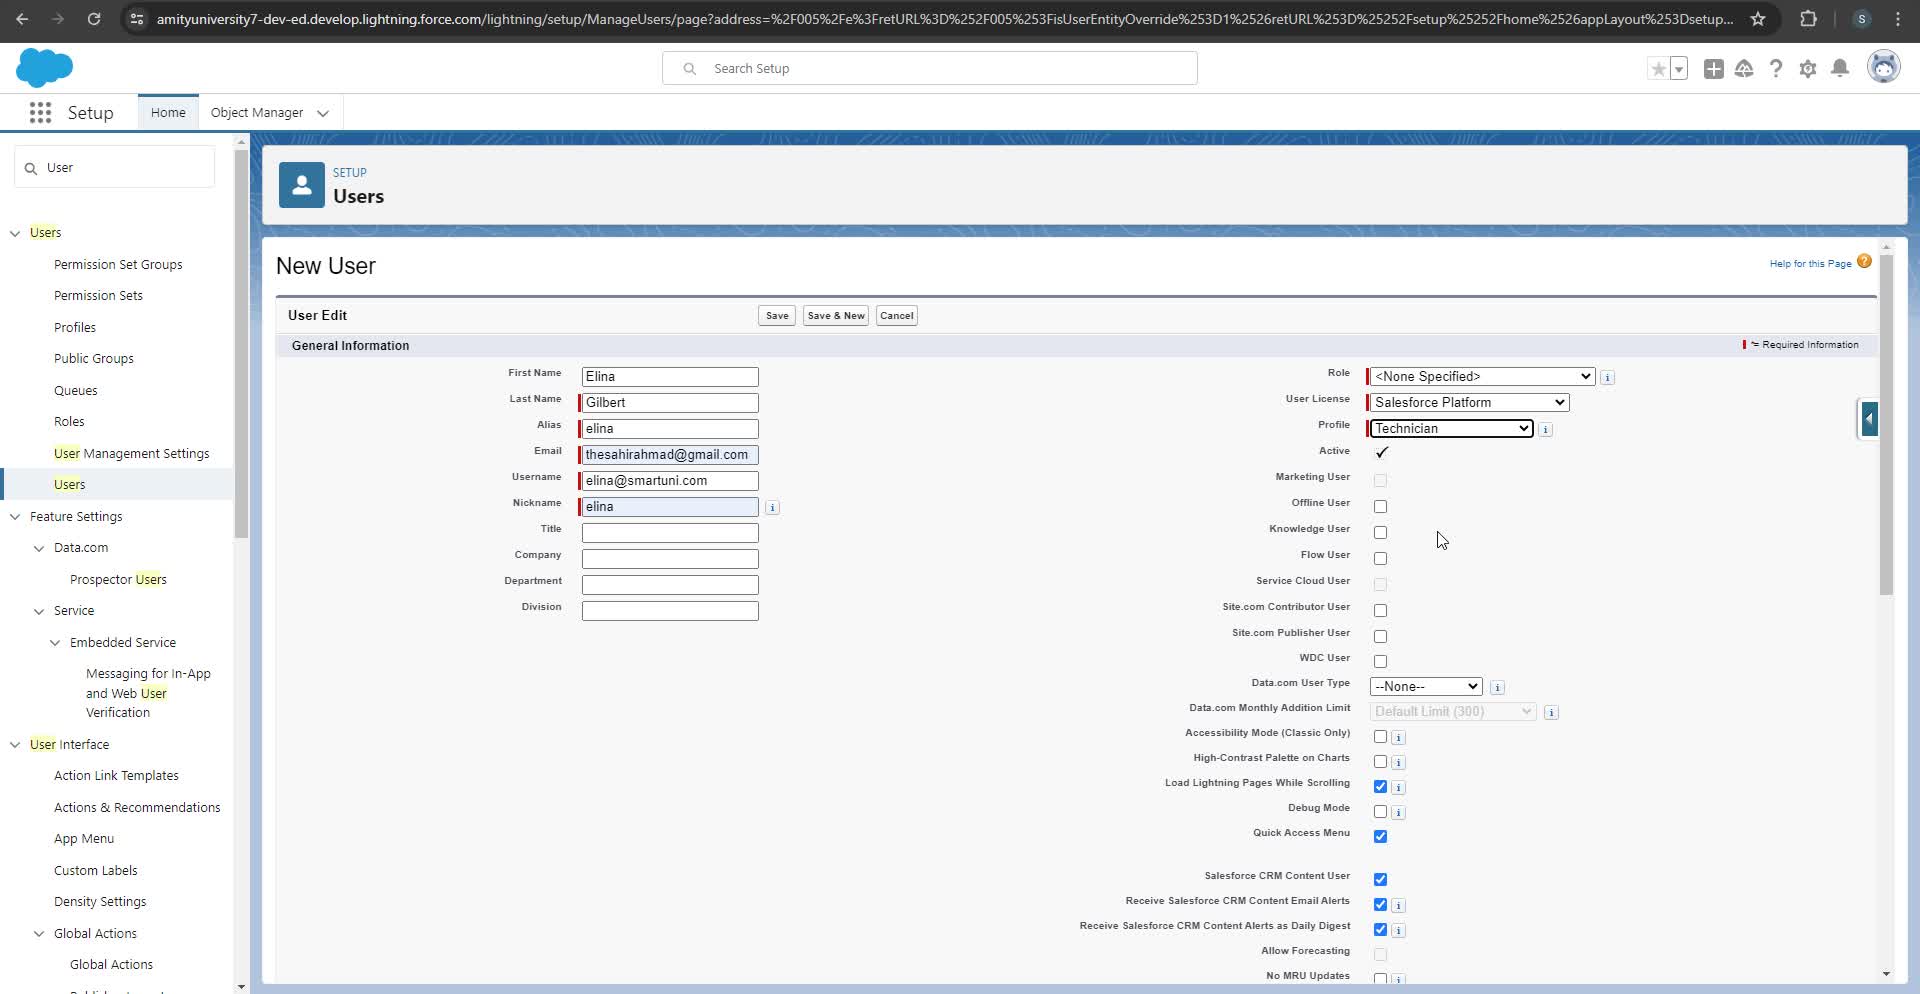 amityuniversity7-dev-ed.develop.lightning.force.com/lightning/setup/ManageUsers/page?address=%2F005%2Fe%3FretURL%3D%252F005%253FisUserEntityOverride%253D1%2526retURL%253D%25252Fsetup%25252Fhome%2526appLayout%253Dsetup...
S
Search Setup
Setup
Home
Object Manager
User
SETUP
Users
Users
Permission Set Groups
Permission Sets
Profiles
Public Groups
Queues
Roles
User Management Settings
Users
Feature Settings
Data.com
Prospector Users
Service
Embedded Service
Messaging for In-App
and Web User
Verification
User Interface
Action Link Templates
Actions & Recommendations
App Menu
Custom Labels
Density Settings
Global Actions
Global Actions
New User
Help for this Page ?
User Edit
Save
Save & New
Cancel
General Information
= Required Information
First Name Elina
Last Name Gilbert
Alias elina
Email thesahirahmad@gmail.com
Username elina@smartuni.com
Nickname elina i
Title
Company
Department
Division
Role <None Specified> i
User License Salesforce Platform
Profile Technician i
Active
Marketing User
Offline User
Knowledge User
Flow User
Service Cloud User
Site.com Contributor User
Site.com Publisher User
WDC User
Data.com User Type --None-- i
Data.com Monthly Addition Limit Default Limit (300) i
Accessibility Mode (Classic Only) i
High-Contrast Palette on Charts i
Load Lightning Pages While Scrolling i
Debug Mode i
Quick Access Menu
Salesforce CRM Content User
Receive Salesforce CRM Content Email Alerts i
Receive Salesforce CRM Content Alerts as Daily Digest i
Allow Forecasting
No MRU Updates i